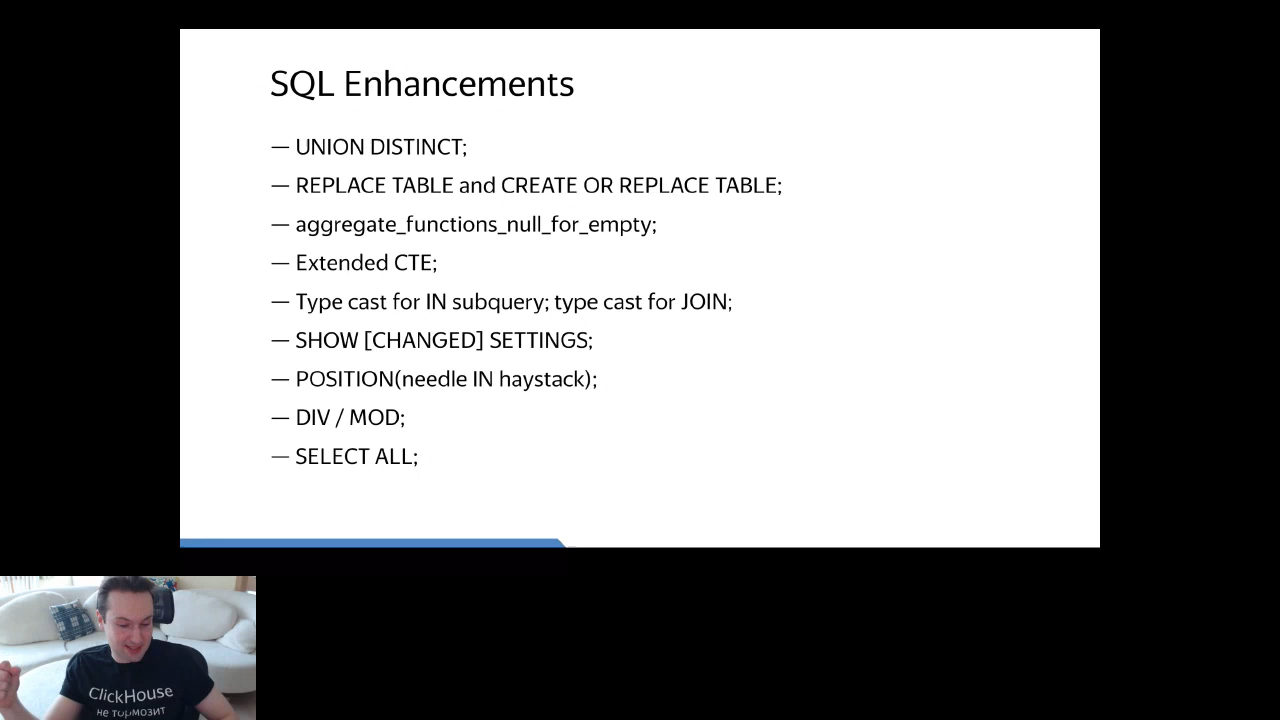 SQL Enhancements
— UNION DISTINCT;
— REPLACE TABLE and CREATE OR REPLACE TABLE;
— aggregate_functions_null_for_empty;
— Extended CTE;
— Type cast for IN subquery; type cast for JOIN;
— SHOW [CHANGED] SETTINGS;
— POSITION(needle IN haystack);
— DIV / MOD;
— SELECT ALL;
ClickHouse
не тормозит